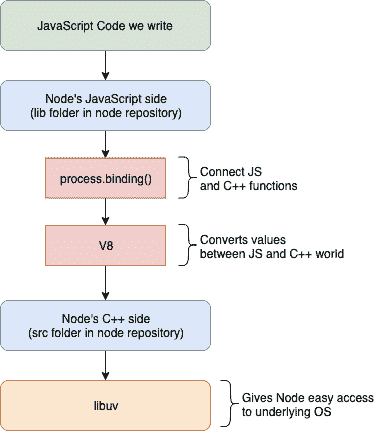 JavaScript Code we write
Node's JavaScript side
(lib folder in node repository)
process.binding()
Connect JS
and C++ functions
V8
Converts values
between JS and C++ world
Node's C++ side
(src folder in node repository)
libuv
Gives Node easy access
to underlying OS